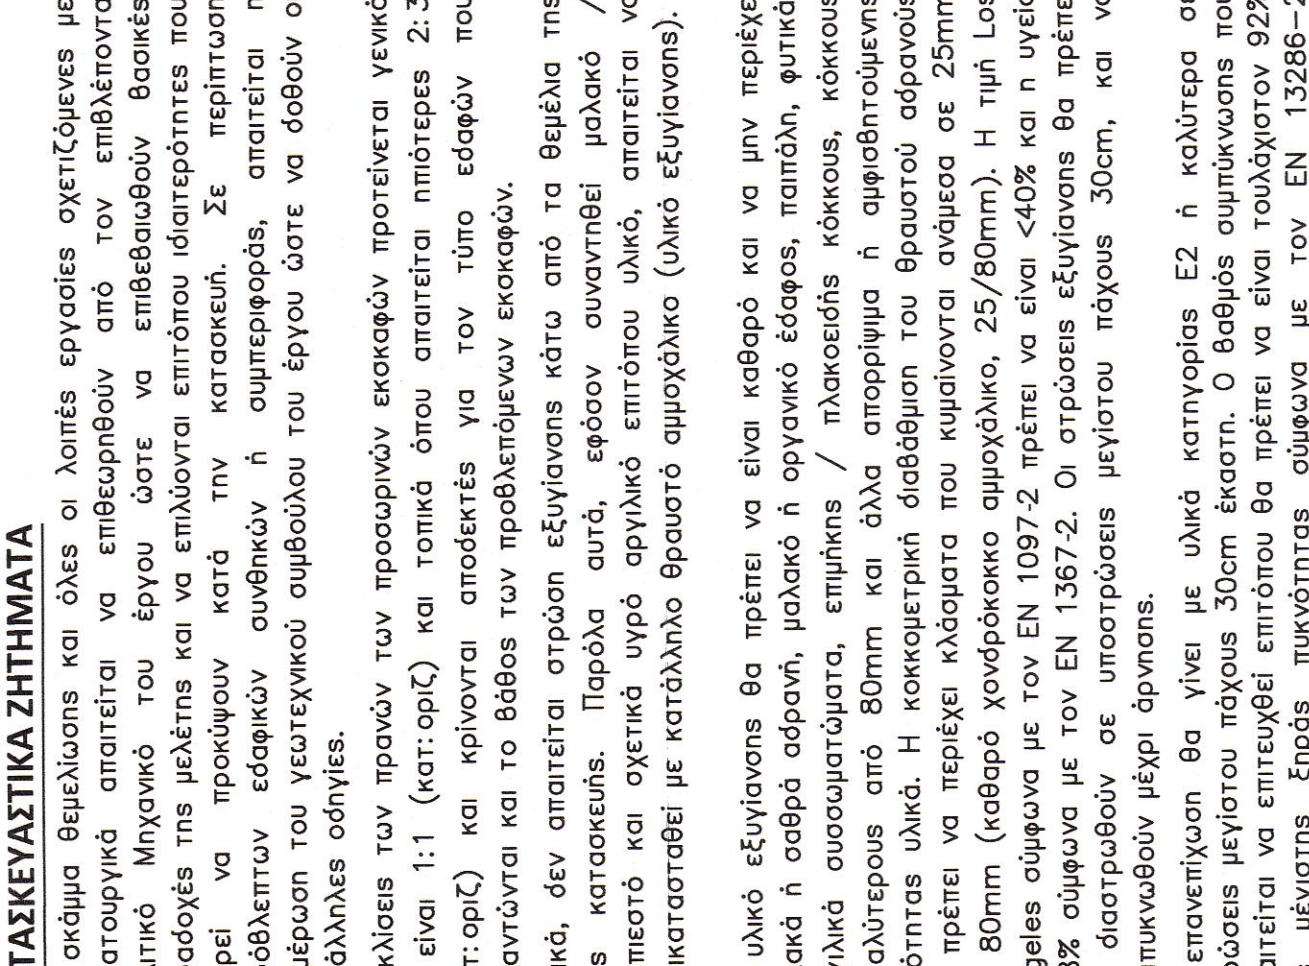 ΤΑΣΚΕΥΑΣΤΙΚΑ ΖΗΤΗΜΑΤΑ
σκάμμα θεμελίωσης και όλες οι λοιπές εργασίες σχετιζόμενες με
ατουργικά απαιτείται να επιθεωρηθούν από τον επιβλέποντα
ιτικό Μηχανικό του έργου ώστε να επιβεβαιωθούν βασικές
αδοχές της μελέτης και να επιλύονται επιτόπου ιδιαιτερότητες που
ρεί να προκύψουν κατά την κατασκευή. Σε περίπτωση
όβλεπτων εδαφικών συνθηκών ή συμπεριφοράς, απαιτείται η
μέρωση του γεωτεχνικού συμβούλου του έργου ώστε να δοθούν οι
άλληλες οδηγίες.
κλίσεις των πρανών των προσωρινών εκσκαφών προτείνεται γενικά
είναι 1:1 (κατ:οριζ) και τοπικά όπου απαιτείται ηπιότερες 2:3
τ:οριζ) και κρίνονται αποδεκτές για τον τύπο εδαφών που
αντώνται και το βάθος των προβλεπόμενων εκσκαφών.
ικά, δεν απαιτείται στρώση εξυγίανσης κάτω από τα θεμέλια της
ς κατασκευής. Παρόλα αυτά, εφόσον συναντηθεί μαλακό /
πιεστό και σχετικά υγρό αργιλικό επιτόπου υλικό, απαιτείται να
ικατασταθεί με κατάλληλο θραυστό αμμοχάλικο (υλικό εξυγίανσης).
υλικό εξυγίανσης θα πρέπει να είναι καθαρό και να μην περιέχει
ακά ή σαθρά αδρανή, μαλακό ή οργανικό έδαφος, παιπάλη, φυτικά,
γιλικά συσσωματώματα, επιμήκης / πλακοειδής κόκκους, κόκκους
αλύτερους από 80mm και άλλα απορρίψιμα ή αμφισβητούμενης
ότητας υλικά. Η κοκκομετρική διαβάθμιση του θραυστού αδρανούς
πρέπει να περιέχει κλάσματα που κυμαίνονται ανάμεσα σε 25mm
80mm (καθαρό χονδρόκοκκο αμμοχάλικο, 25/80mm). Η τιμή Los
geles σύμφωνα με τον EN 1097-2 πρέπει να είναι <40% και η υγεία
8% σύμφωνα με τον EN 1367-2. Οι στρώσεις εξυγίανσης θα πρέπει
διαστρωθούν σε υποστρώσεις μεγίστου πάχους 30cm, και να
μπυκνωθούν μέχρι άρνησης.
επανεπίχωση θα γίνει με υλικά κατηγορίας Ε2 ή καλύτερα σε
ρώσεις μεγίστου πάχους 30cm έκαστη. Ο βαθμός συμπύκνωσης που
αιτείται να επιτευχθεί επιτόπου θα πρέπει να είναι τουλάχιστον 92%
μέγιστης ξηράς πυκνότητας σύμφωνα με τον EN 13286-2